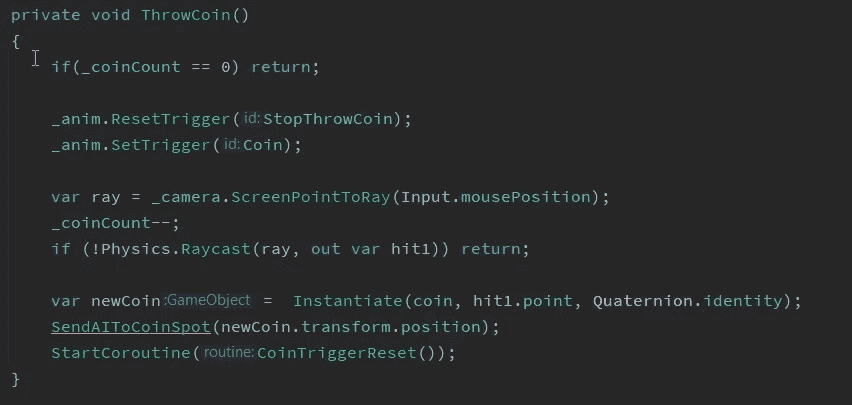 private void ThrowCoin()
{
if(_coinCount == 0) return;
_anim.ResetTrigger(id:StopThrowCoin);
_anim.SetTrigger(id:Coin);
var ray = _camera.ScreenPointToRay(Input.mousePosition);
_coinCount--;
if (!Physics.Raycast(ray, out var hit1)) return;
var newCoin:GameObject =  Instantiate(coin, hit1.point, Quaternion.identity);
SendAIToCoinSpot(newCoin.transform.position);
StartCoroutine(routine:CoinTriggerReset());
}